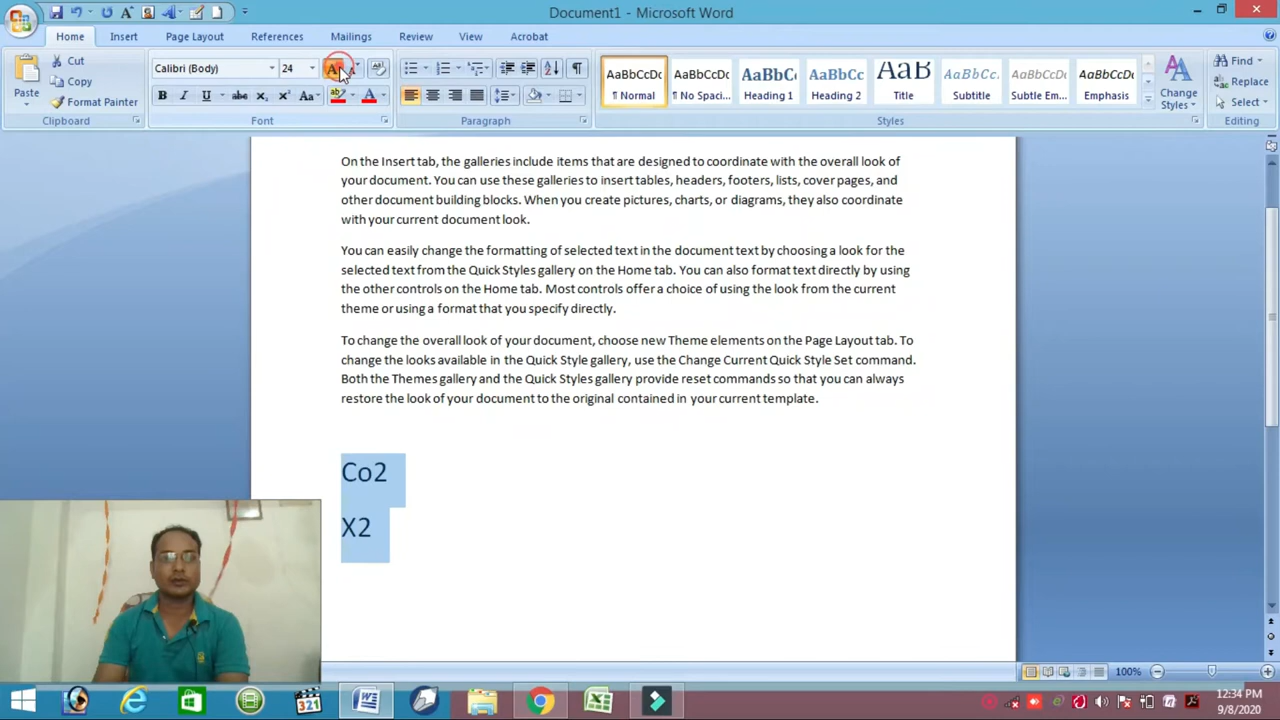 Document1 - Microsoft Word
Home Insert Page Layout References Mailings Review View Acrobat
Paste
Cut
Copy
Format Painter
Clipboard
Calibri (Body) 24
Font
Paragraph
AaBbCcDc AaBbCcDc AaBbCc AaBbCc AaB AaBbCc. AaBbCcDc AaBbCcDc
¶ Normal ¶ No Spaci... Heading 1 Heading 2 Title Subtitle Subtle Em... Emphasis
Styles
Change Styles
Find
Replace
Select
Editing
On the Insert tab, the galleries include items that are designed to coordinate with the overall look of
your document. You can use these galleries to insert tables, headers, footers, lists, cover pages, and
other document building blocks. When you create pictures, charts, or diagrams, they also coordinate
with your current document look.
You can easily change the formatting of selected text in the document text by choosing a look for the
selected text from the Quick Styles gallery on the Home tab. You can also format text directly by using
the other controls on the Home tab. Most controls offer a choice of using the look from the current
theme or using a format that you specify directly.
To change the overall look of your document, choose new Theme elements on the Page Layout tab. To
change the looks available in the Quick Style gallery, use the Change Current Quick Style Set command.
Both the Themes gallery and the Quick Styles gallery provide reset commands so that you can always
restore the look of your document to the original contained in your current template.
Co2
X2
100%
321
12:34 PM
9/8/2020